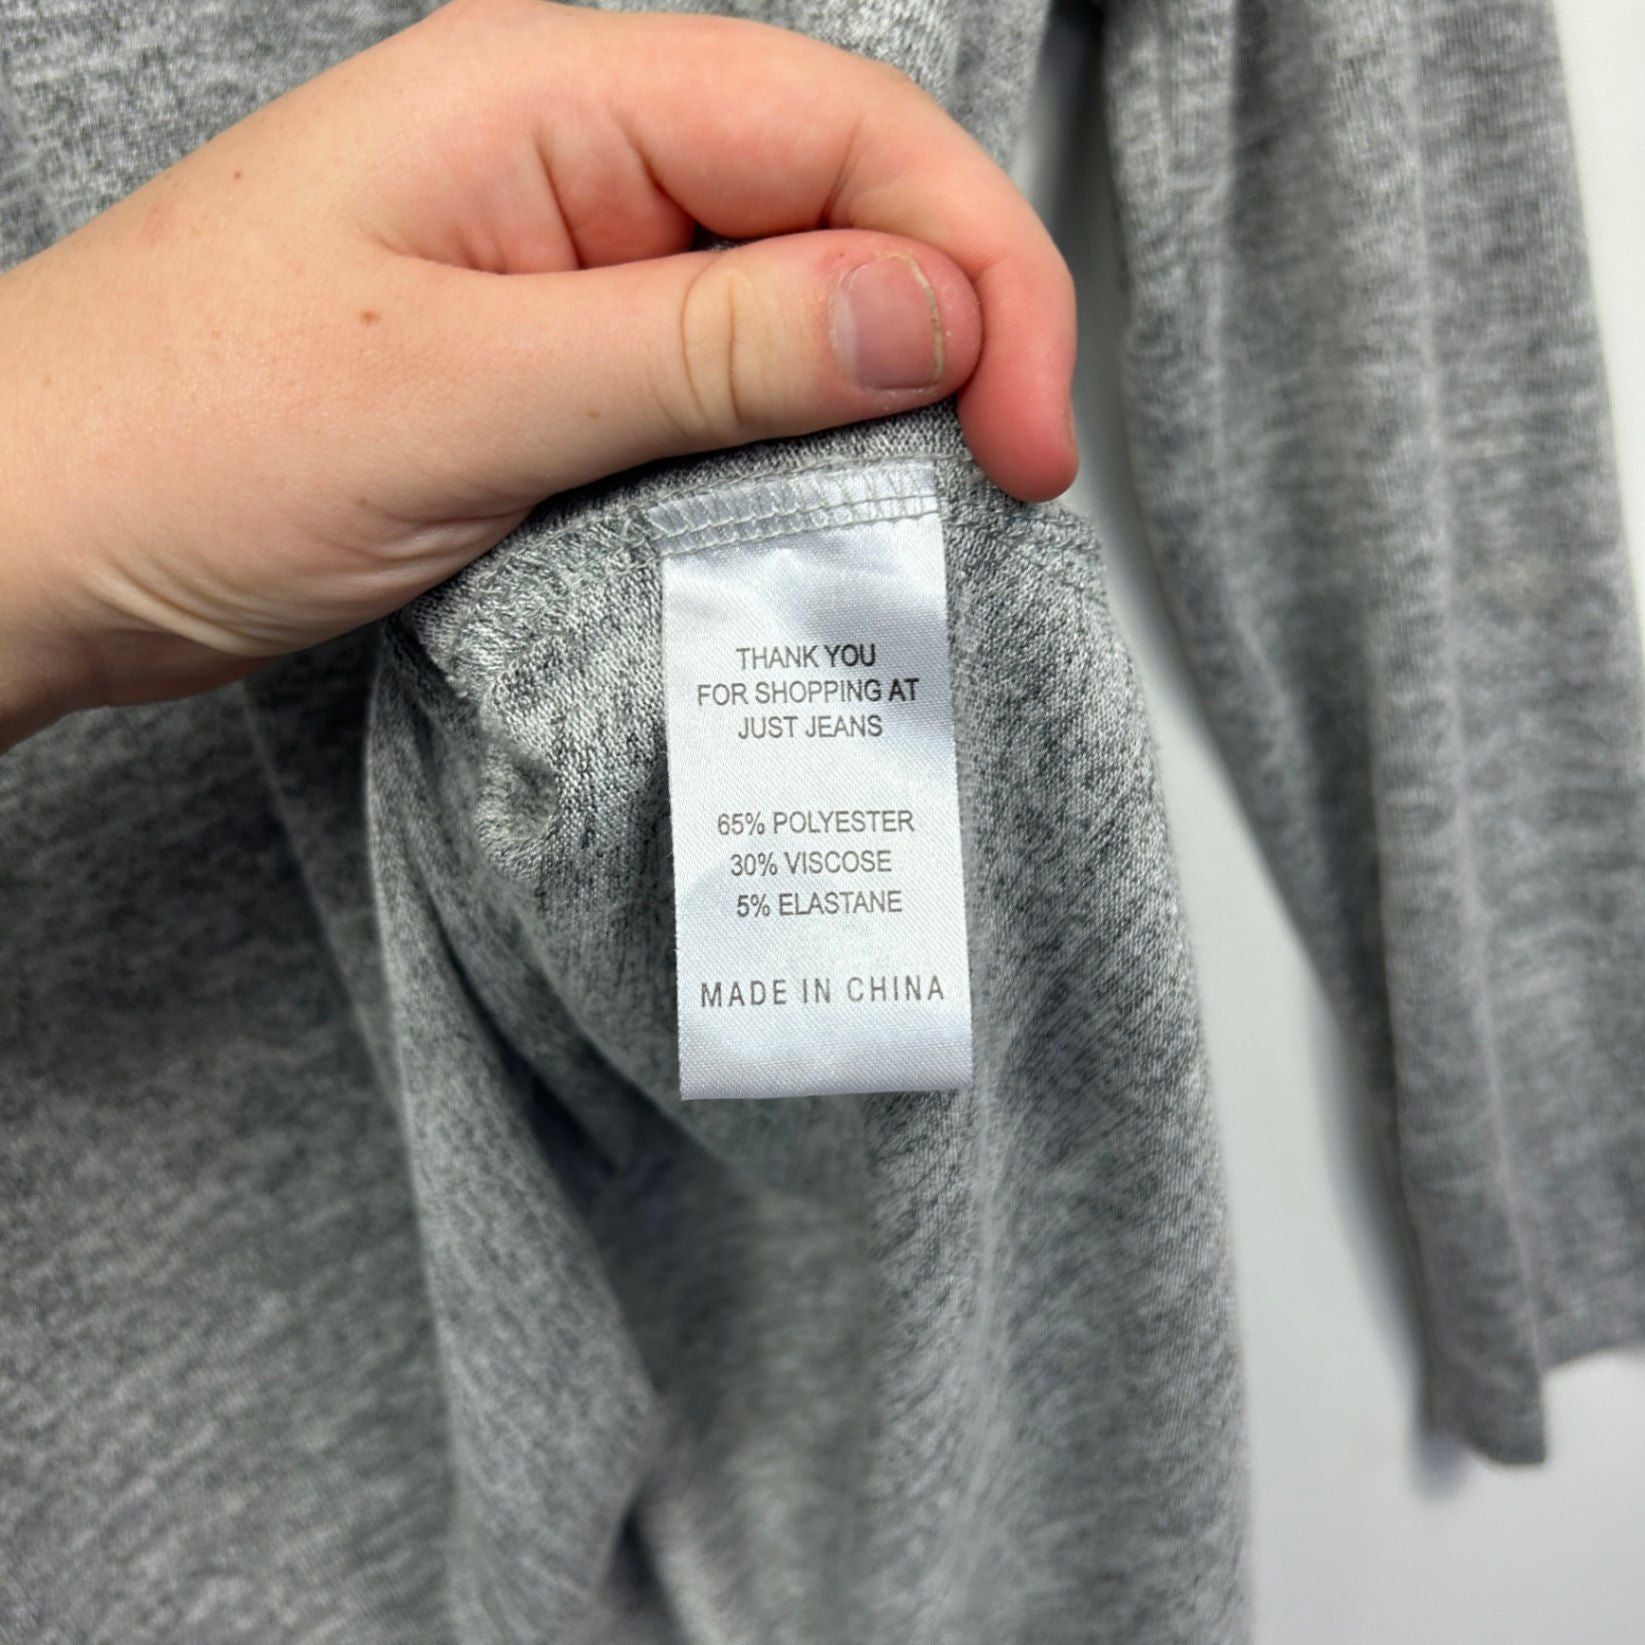 THANK YOU
FOR SHOPPING AT
JUST JEANS
65% POLYESTER
30% VISCOSE
5% ELASTANE
MADE IN CHINA